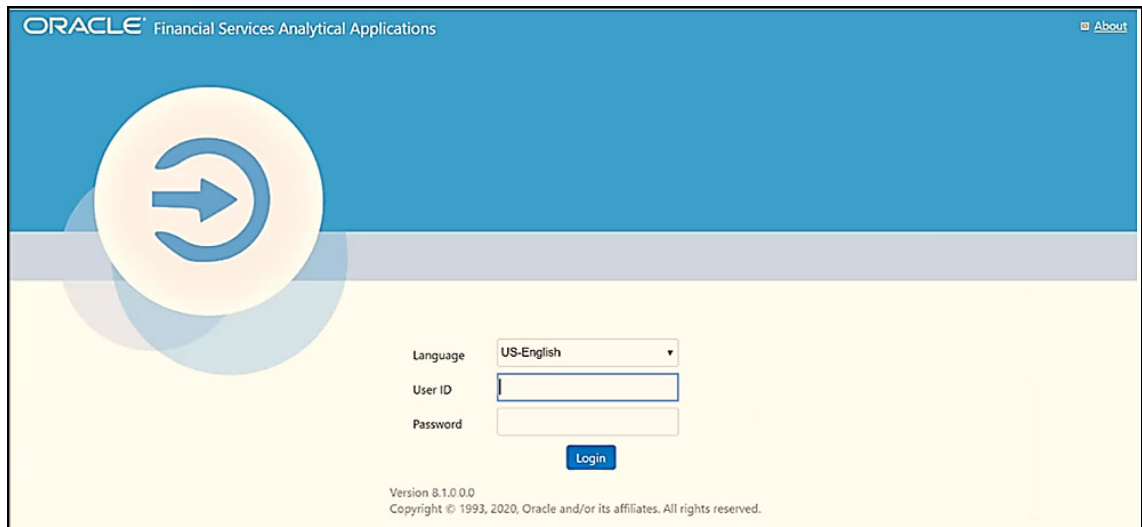 ORACLE® Financial Services Analytical Applications
About
Language US-English
User ID
Password
Login
Version 8.1.0.0.0
Copyright © 1993, 2020, Oracle and/or its affiliates. All rights reserved.